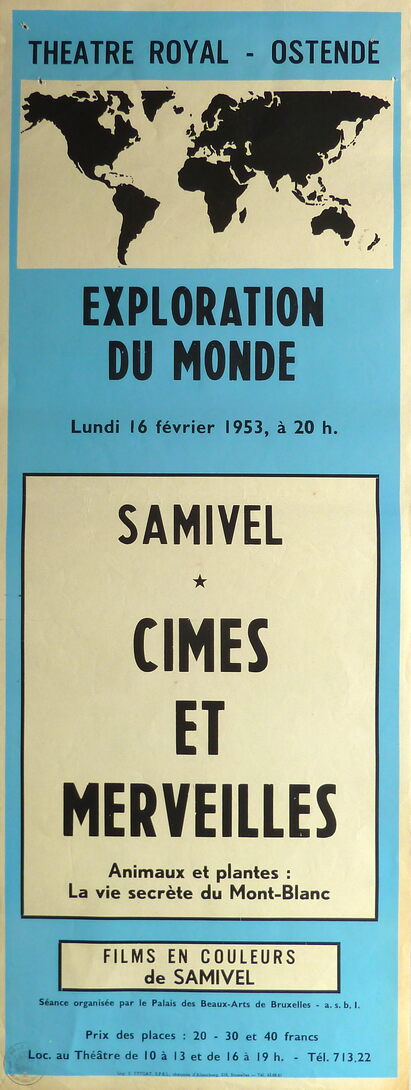 THEATRE ROYAL - OSTENDE
EXPLORATION
DU MONDE
Lundi 16 février 1953, à 20 h.
SAMIVEL
★
CIMES
ET
MERVEILLES
Animaux et plantes :
La vie secrète du Mont-Blanc
FILMS EN COULEURS
de SAMIVEL
Séance organisée par le Palais des Beaux-Arts de Bruxelles - a. s. b. l.
Prix des places : 20 - 30 et 40 francs
Loc. au Théâtre de 10 à 13 et de 16 à 19 h. - Tél. 713.22